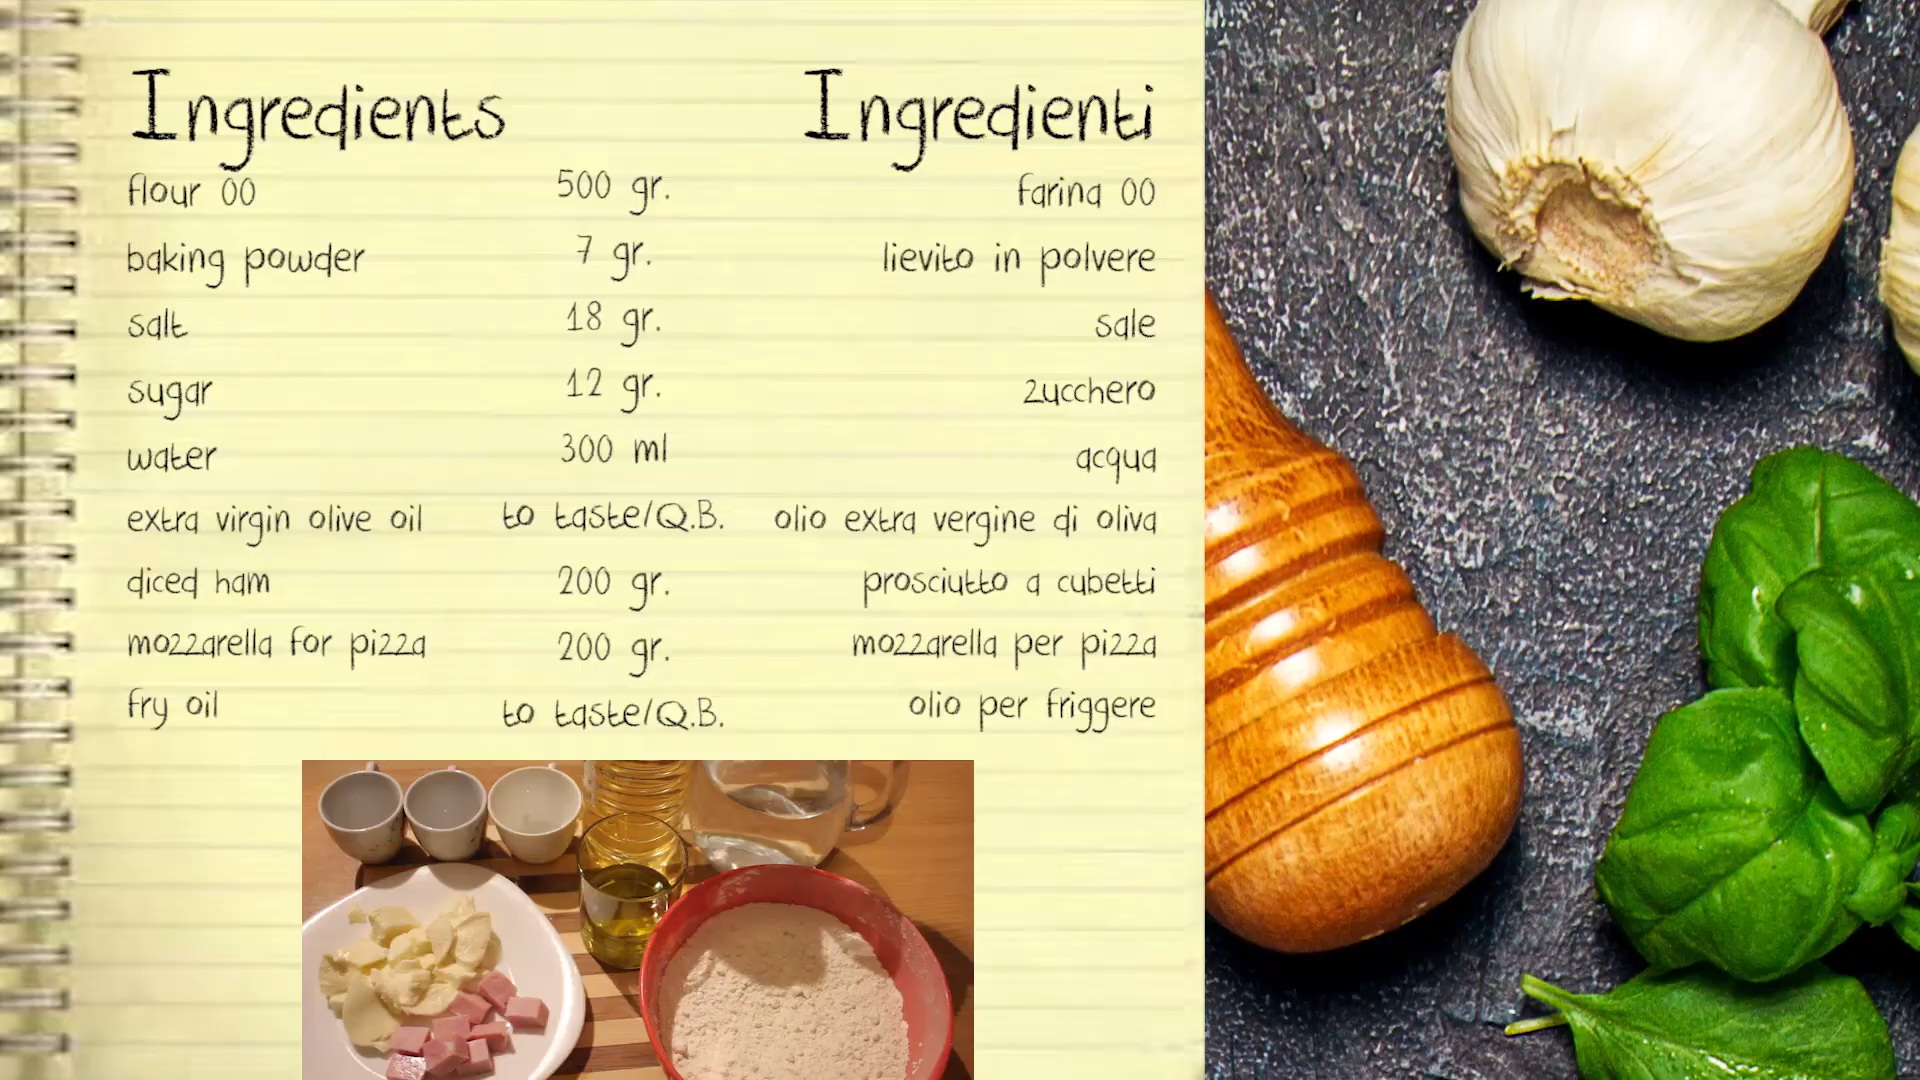 Ingredients Ingredienti
flour 00 500 gr. farina 00
baking powder 7 gr. lievito in polvere
salt 18 gr. sale
sugar 12 gr. zucchero
water 300 ml acqua
extra virgin olive oil to taste/Q.B. olio extra vergine di oliva
diced ham 200 gr. prosciutto a cubetti
mozzarella for pizza 200 gr. mozzarella per pizza
fry oil to taste/Q.B. olio per friggere